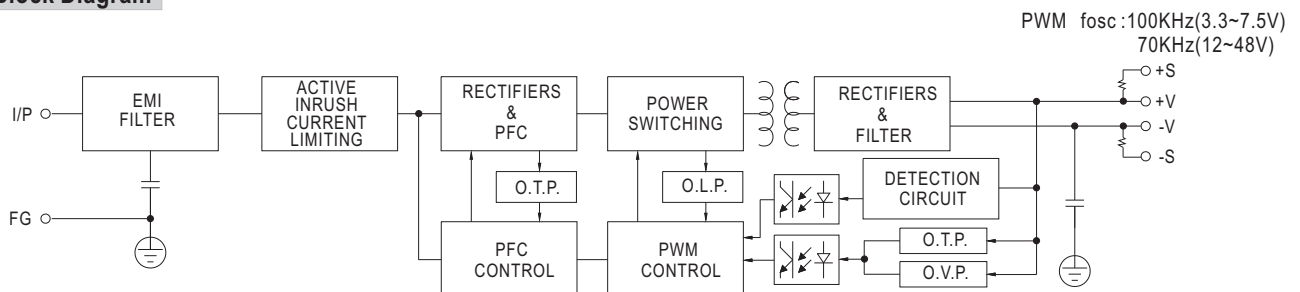 Block Diagram
PWM fosc :100KHz(3.3~7.5V)
70KHz(12~48V)
I/P
EMI
FILTER
ACTIVE
INRUSH
CURRENT
LIMITING
RECTIFIERS
&
PFC
POWER
SWITCHING
RECTIFIERS
&
FILTER
+S
+V
-V
-S
O.T.P.
O.L.P.
DETECTION
CIRCUIT
FG
PFC
CONTROL
PWM
CONTROL
O.T.P.
O.V.P.